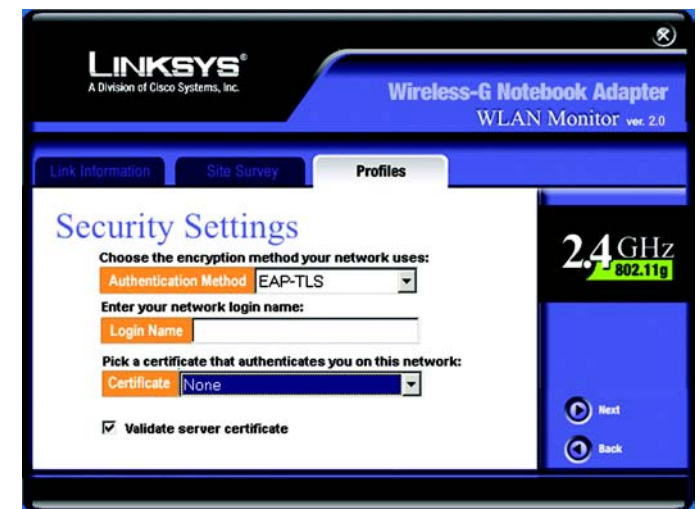 LINKSYS®
A Division of Cisco Systems, Inc.
Wireless-G Notebook Adapter
WLAN Monitor ver. 2.0
Link Information Site Survey Profiles
Security Settings
Choose the encryption method your network uses:
Authentication Method EAP-TLS
Enter your network login name:
Login Name
Pick a certificate that authenticates you on this network:
Certificate None
Validate server certificate
2.4 GHz
802.11g
Next
Back